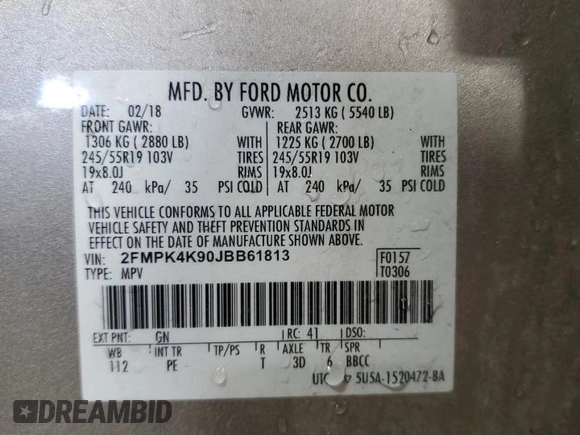 MFD. BY FORD MOTOR CO.
DATE: 02/18 GVWR: 2513 KG ( 5540 LB)
FRONT GAWR: REAR GAWR:
1306 KG ( 2880 LB) WITH 1225 KG ( 2700 LB) WITH
245/55R19 103V TIRES 245/55R19 103V TIRES
19x8.0J RIMS 19x8.0J RIMS
AT 240 kPa/ 35 PSI COLD AT 240 kPa/ 35 PSI COLD
THIS VEHICLE CONFORMS TO ALL APPLICABLE FEDERAL MOTOR
VEHICLE SAFETY AND THEFT PREVENTION STANDARDS IN
EFFECT ON THE DATE OF MANUFACTURE SHOWN ABOVE.
VIN: 2FMPK4K90JBB61813 F0157
TYPE: MPV T0306
EXT PNT: GN RC: 41 DSO:
WB INT TR TP/PS R AXLE TR SPR
112 PE T 3D 6 BBCC
5U5A-1520472-BA
DREAMBID